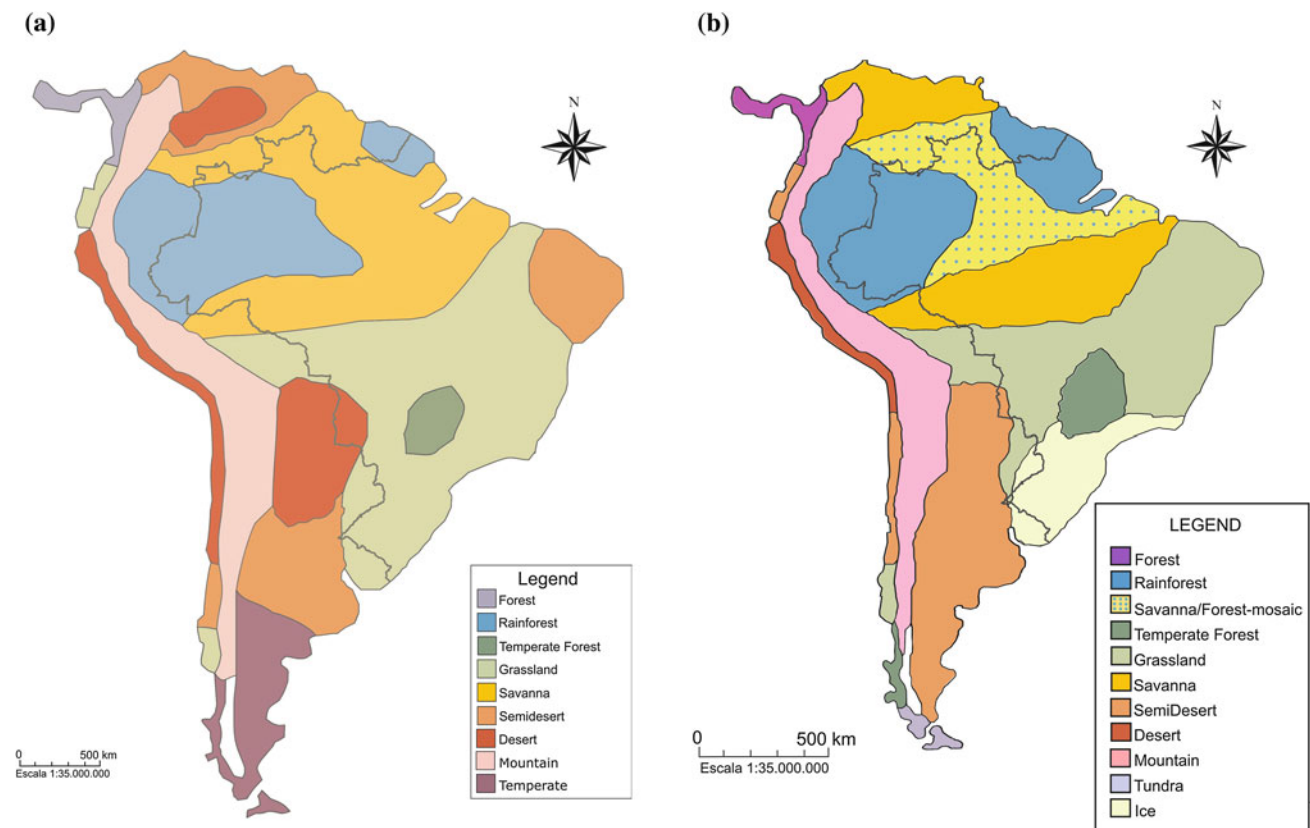 (a)
N
Legend
Forest
Rainforest
Temperate Forest
Grassland
Savanna
Semidesert
Desert
Mountain
Temperate
0 500 km
Escala 1:35.000.000
(b)
N
LEGEND
Forest
Rainforest
Savanna/Forest-mosaic
Temperate Forest
Grassland
Savanna
SemiDesert
Desert
Mountain
Tundra
Ice
0 500 km
Escala 1:35.000.000